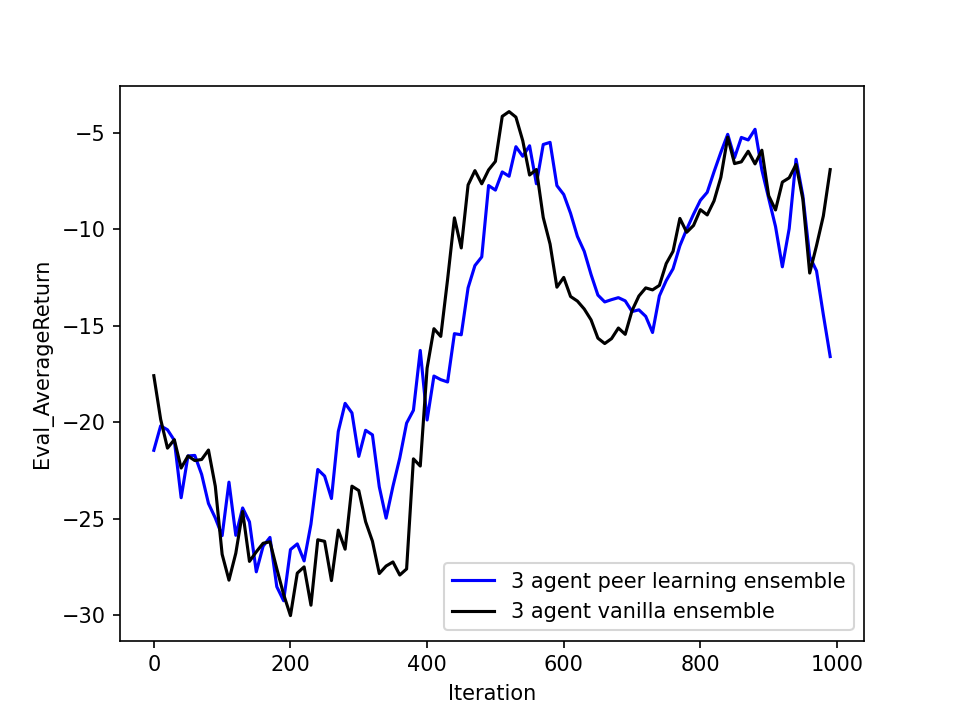 −5
−10
−15
−20
−25
−30
Eval_AverageReturn
0 200 400 600 800 1000
Iteration
3 agent peer learning ensemble
3 agent vanilla ensemble